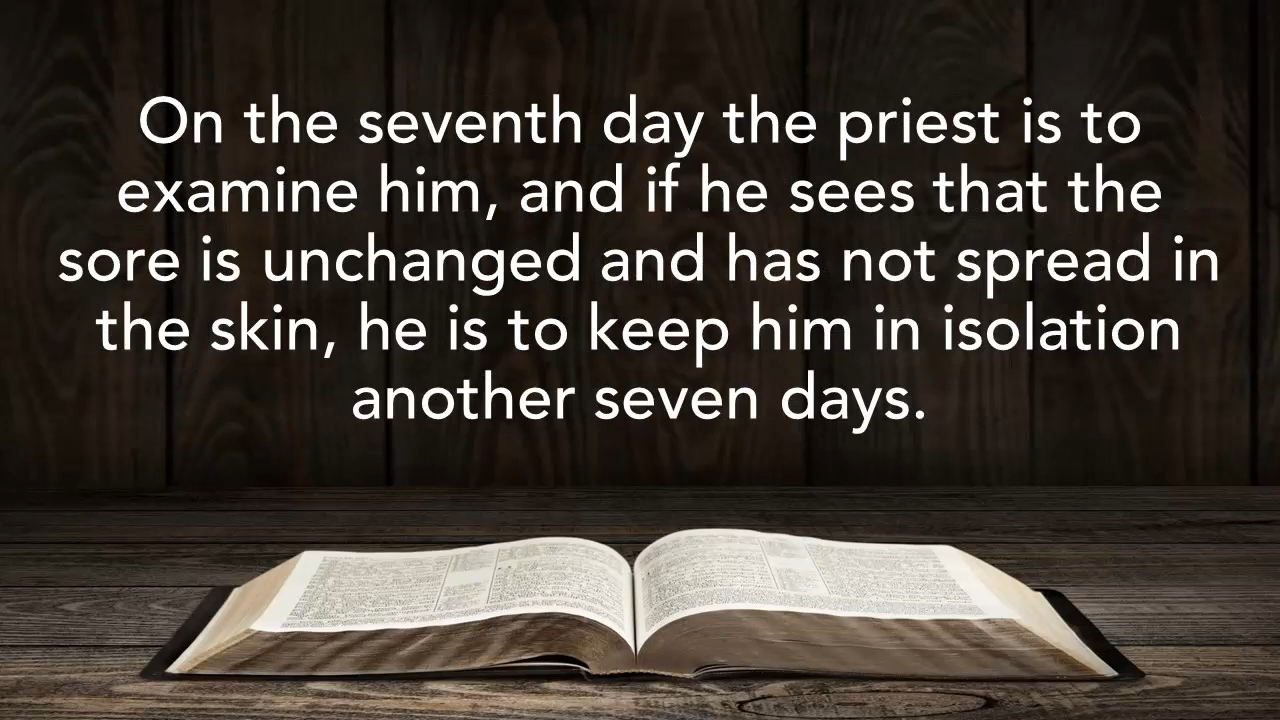 On the seventh day the priest is to
examine him, and if he sees that the
sore is unchanged and has not spread in
the skin, he is to keep him in isolation
another seven days.